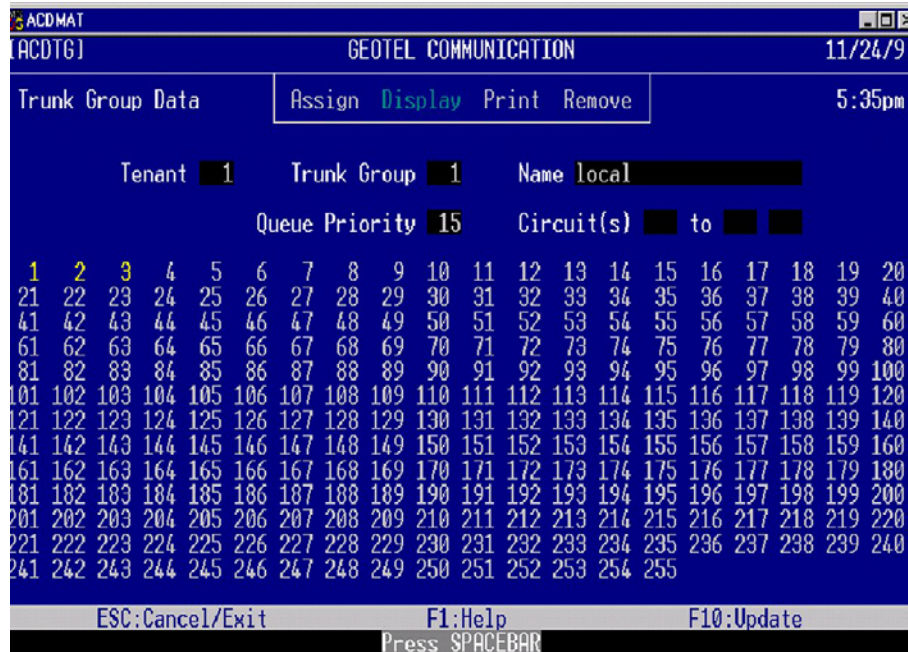 ACDMAT
[ACDTG] GEOTEL COMMUNICATION 11/24/9
Trunk Group Data Assign Display Print Remove 5:35pm
Tenant 1 Trunk Group 1 Name local
Queue Priority 15 Circuit(s) to
1 2 3 4 5 6 7 8 9 10 11 12 13 14 15 16 17 18 19 20
21 22 23 24 25 26 27 28 29 30 31 32 33 34 35 36 37 38 39 40
41 42 43 44 45 46 47 48 49 50 51 52 53 54 55 56 57 58 59 60
61 62 63 64 65 66 67 68 69 70 71 72 73 74 75 76 77 78 79 80
81 82 83 84 85 86 87 88 89 90 91 92 93 94 95 96 97 98 99 100
101 102 103 104 105 106 107 108 109 110 111 112 113 114 115 116 117 118 119 120
121 122 123 124 125 126 127 128 129 130 131 132 133 134 135 136 137 138 139 140
141 142 143 144 145 146 147 148 149 150 151 152 153 154 155 156 157 158 159 160
161 162 163 164 165 166 167 168 169 170 171 172 173 174 175 176 177 178 179 180
181 182 183 184 185 186 187 188 189 190 191 192 193 194 195 196 197 198 199 200
201 202 203 204 205 206 207 208 209 210 211 212 213 214 215 216 217 218 219 220
221 222 223 224 225 226 227 228 229 230 231 232 233 234 235 236 237 238 239 240
241 242 243 244 245 246 247 248 249 250 251 252 253 254 255
ESC:Cancel/Exit F1:Help F10:Update
Press SPACEBAR